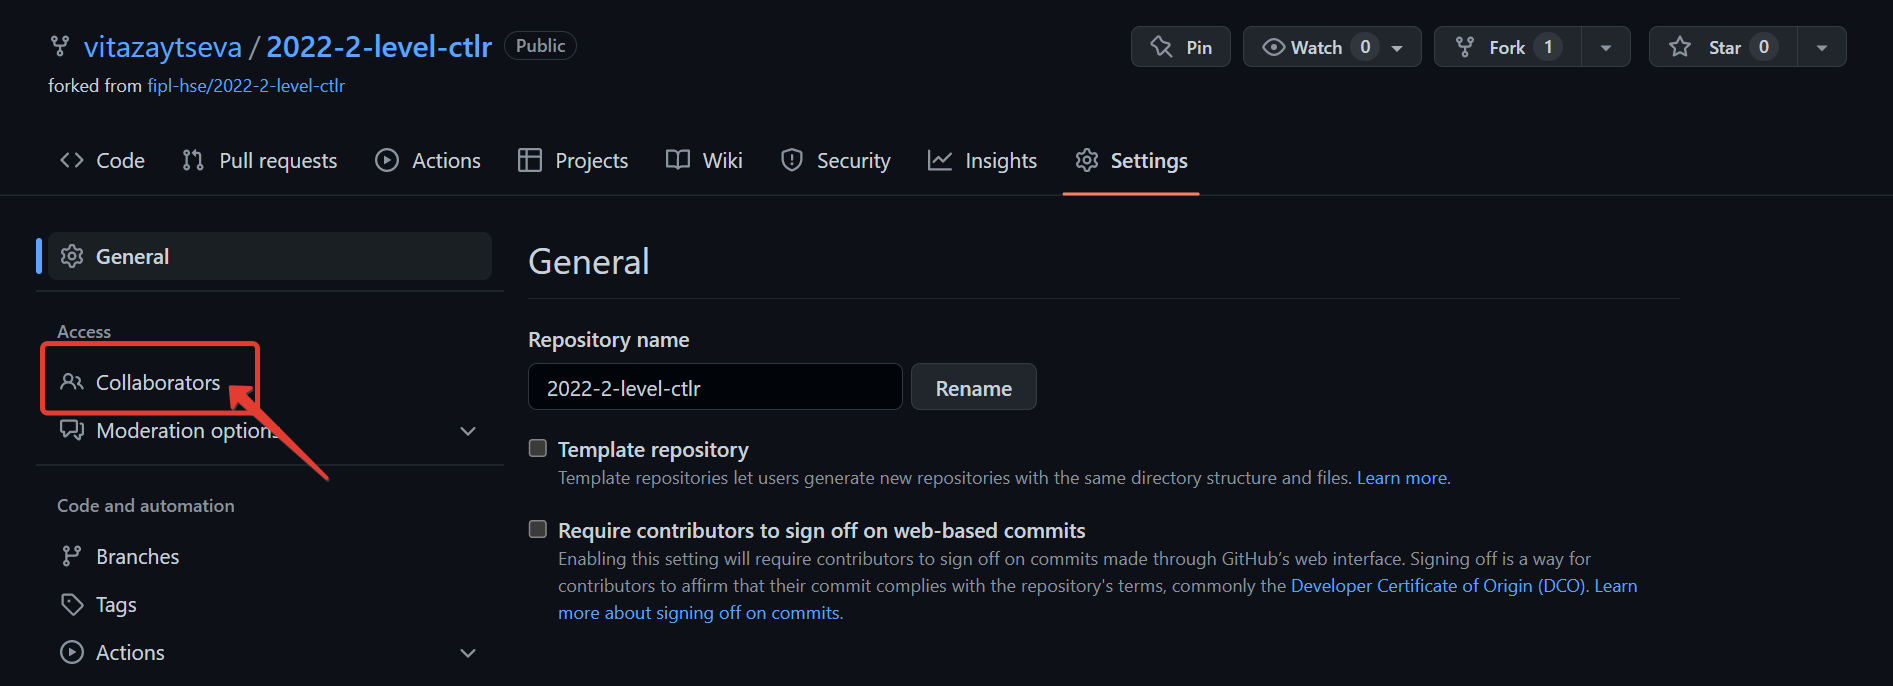 vitazaytseva / 2022-2-level-ctlr Public
Pin Watch 0 Fork 1 Star 0
forked from fipl-hse/2022-2-level-ctlr
Code Pull requests Actions Projects Wiki Security Insights Settings
General
Access
Collaborators
Moderation options
Code and automation
Branches
Tags
Actions
General
Repository name
2022-2-level-ctlr Rename
Template repository
Template repositories let users generate new repositories with the same directory structure and files. Learn more.
Require contributors to sign off on web-based commits
Enabling this setting will require contributors to sign off on commits made through GitHub’s web interface. Signing off is a way for
contributors to affirm that their commit complies with the repository's terms, commonly the Developer Certificate of Origin (DCO). Learn
more about signing off on commits.